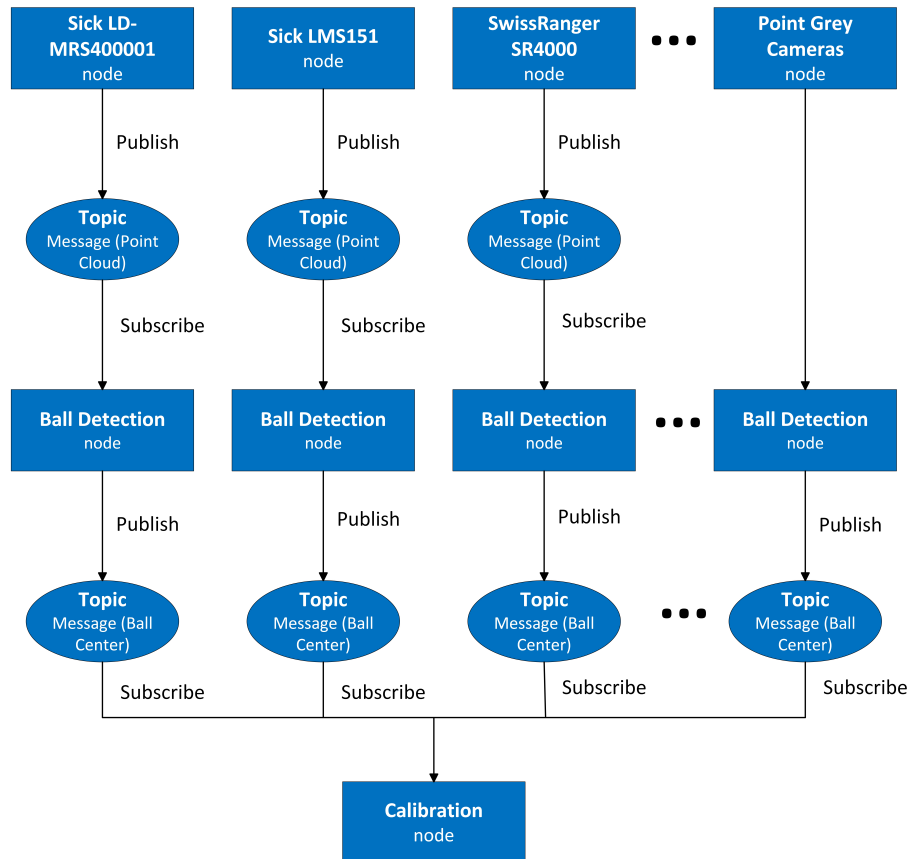 Sick LD-
MRS400001
node
Sick LMS151
node
SwissRanger
SR4000
node
Point Grey
Cameras
node
Publish
Publish
Publish
Topic
Message (Point
Cloud)
Topic
Message (Point
Cloud)
Topic
Message (Point
Cloud)
Subscribe
Subscribe
Subscribe
Ball Detection
node
Ball Detection
node
Ball Detection
node
Ball Detection
node
Publish
Publish
Publish
Publish
Topic
Message (Ball
Center)
Topic
Message (Ball
Center)
Topic
Message (Ball
Center)
Topic
Message (Ball
Center)
Subscribe
Subscribe
Subscribe
Subscribe
Calibration
node